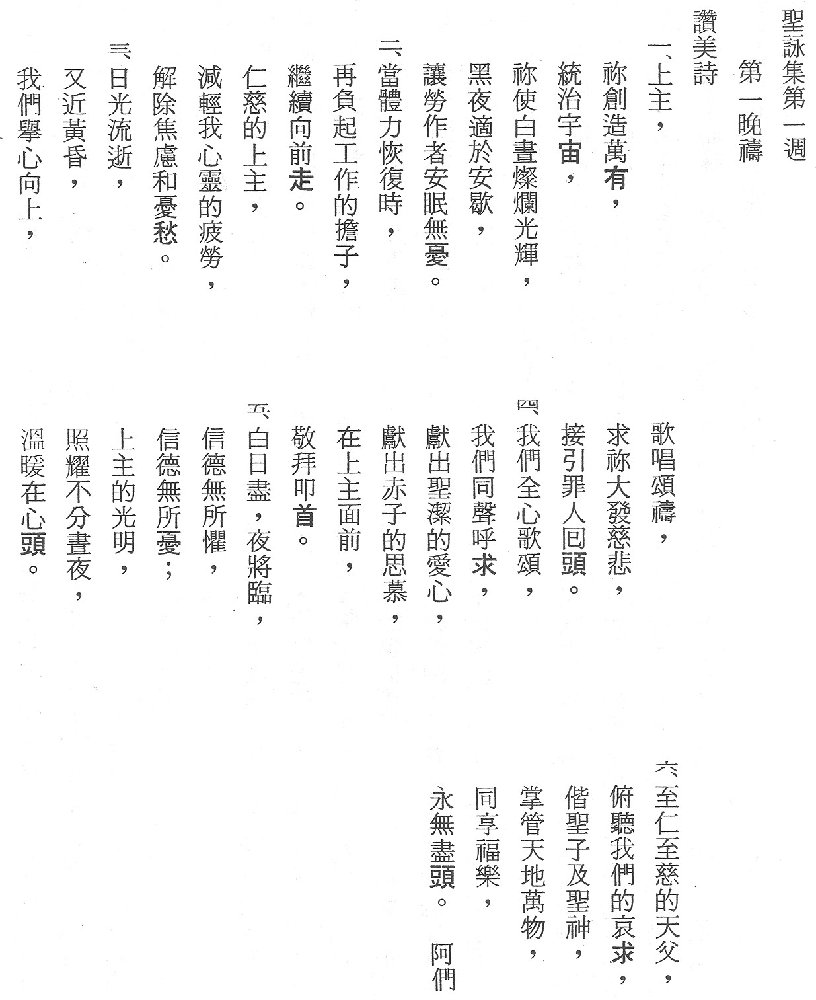 聖詠集第一週
第一晚禱
讚美詩
一、上主，
祢創造萬有，
統治宇宙，
祢使白晝燦爛光輝，
黑夜適於安歇，
讓勞作者安眠無憂。
二、當體力恢復時，
再負起工作的擔子，
繼續向前走。
仁慈的上主，
減輕我心靈的疲勞，
解除焦慮和憂愁。
三、日光流逝，
又近黃昏，
我們舉心向上，
歌唱頌禱，
求祢大發慈悲，
接引罪人回頭。
四、我們全心歌頌，
我們同聲呼求，
獻出聖潔的愛心，
獻出赤子的思慕，
在上主面前，
敬拜叩首。
五、白日盡，夜將臨，
信德無所懼，
信德無所憂；
上主的光明，
照耀不分晝夜，
溫暖在心頭。
六、至仁至慈的天父，
俯聽我們的哀求，
偕聖子及聖神，
掌管天地萬物，
同享福樂，
永無盡頭。　阿們